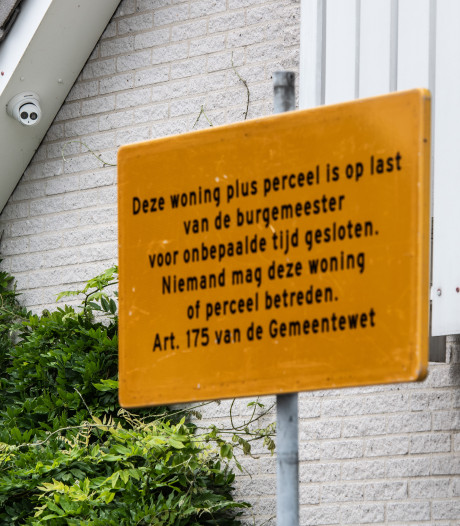 Deze woning plus perceel is op last
van de burgemeester
voor onbepaalde tijd gesloten.
Niemand mag deze woning
of perceel betreden.
Art. 175 van de Gemeentewet